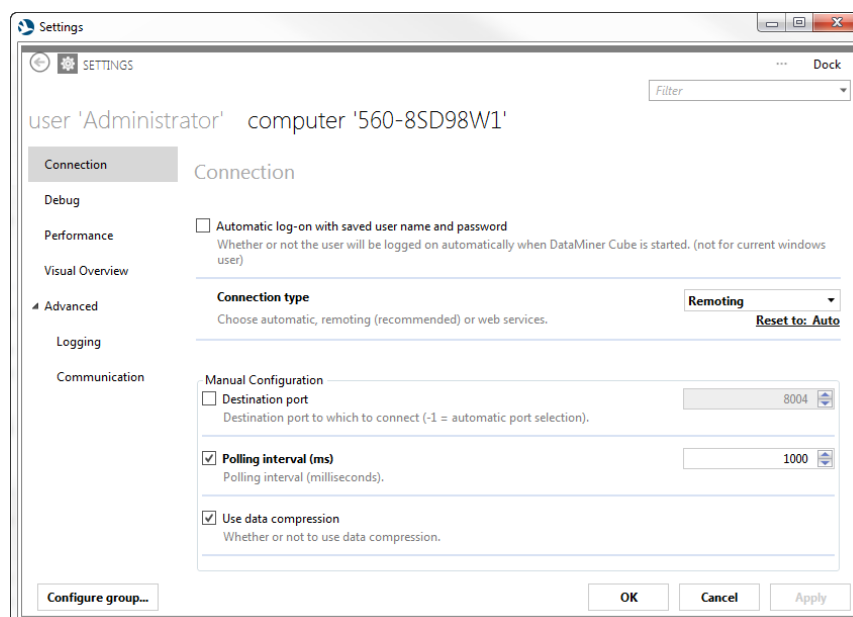 Settings
SETTINGS
... Dock
Filter
user 'Administrator' computer '560-8SD98W1'
Connection
Debug
Performance
Visual Overview
Advanced
Logging
Communication
Connection
Automatic log-on with saved user name and password
Whether or not the user will be logged on automatically when DataMiner Cube is started. (not for current windows
user)
Connection type
Remoting
Choose automatic, remoting (recommended) or web services.
Reset to: Auto
Manual Configuration
Destination port
8004
Destination port to which to connect (-1 = automatic port selection).
Polling interval (ms)
1000
Polling interval (milliseconds).
Use data compression
Whether or not to use data compression.
Configure group...
OK
Cancel
Apply